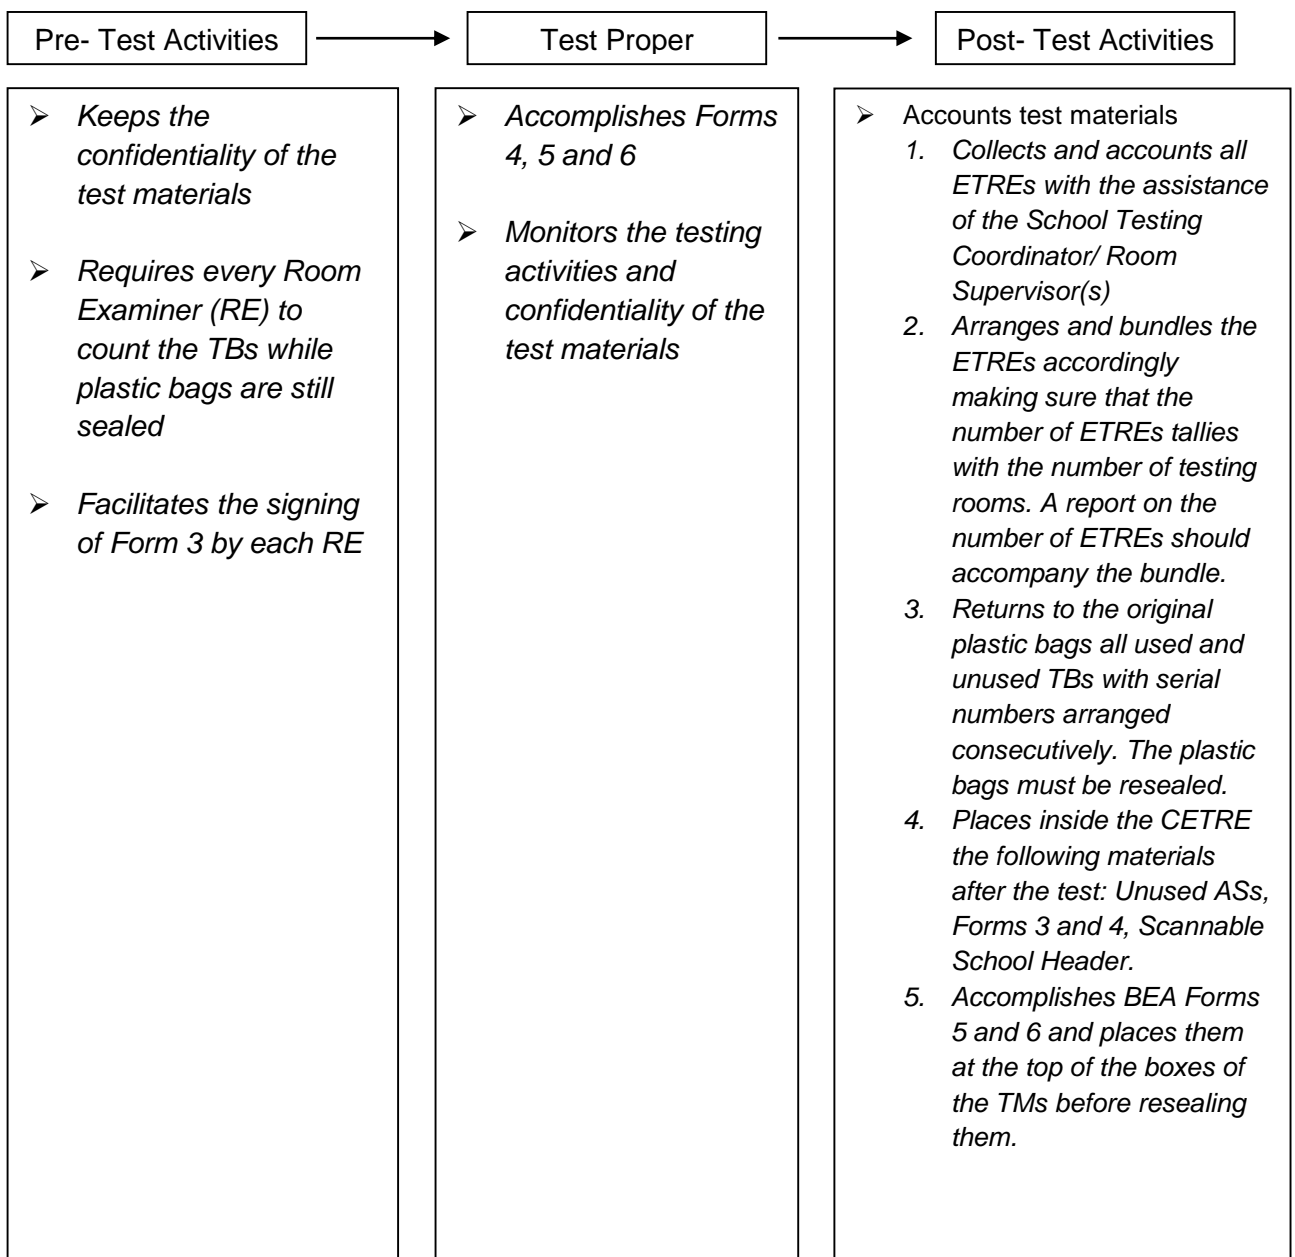 Pre- Test Activities
Test Proper
Post- Test Activities
➢ Keeps the
confidentiality of the
test materials
➢ Requires every Room
Examiner (RE) to
count the TBs while
plastic bags are still
sealed
➢ Facilitates the signing
of Form 3 by each RE
➢ Accomplishes Forms
4, 5 and 6
➢ Monitors the testing
activities and
confidentiality of the
test materials
➢ Accounts test materials
1. Collects and accounts all
ETREs with the assistance
of the School Testing
Coordinator/ Room
Supervisor(s)
2. Arranges and bundles the
ETREs accordingly
making sure that the
number of ETREs tallies
with the number of testing
rooms. A report on the
number of ETREs should
accompany the bundle.
3. Returns to the original
plastic bags all used and
unused TBs with serial
numbers arranged
consecutively. The plastic
bags must be resealed.
4. Places inside the CETRE
the following materials
after the test: Unused ASs,
Forms 3 and 4, Scannable
School Header.
5. Accomplishes BEA Forms
5 and 6 and places them
at the top of the boxes of
the TMs before resealing
them.